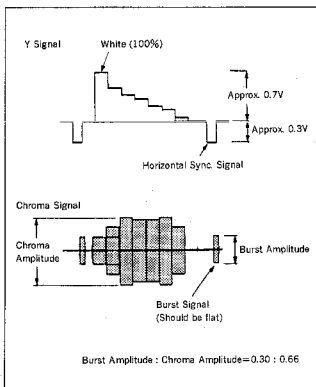 Y Signal
White (100%)
Approx. 0.7V
Approx. 0.3V
Horizontal Sync. Signal
Chroma Signal
Chroma
Amplitude
Burst Amplitude
Burst Signal
(Should be flat)
Burst Amplitude : Chroma Amplitude=0.30 : 0.66